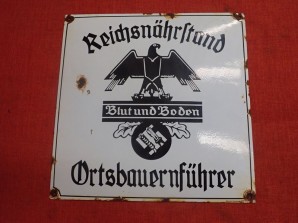 Reichsnährstand
Blut und Boden
Ortsbauernführer